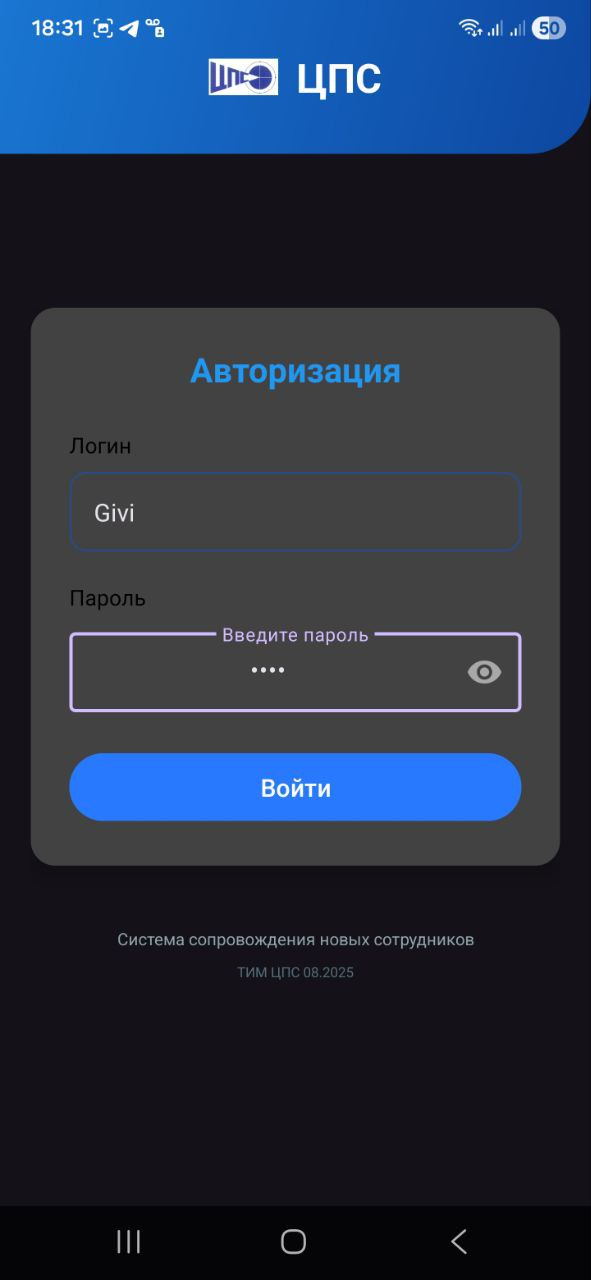 18:31
50
ЦПС ЦПС
Авторизация
Логин
Givi
Пароль
Введите пароль
••••
Войти
Система сопровождения новых сотрудников
ТИМ ЦПС 08.2025